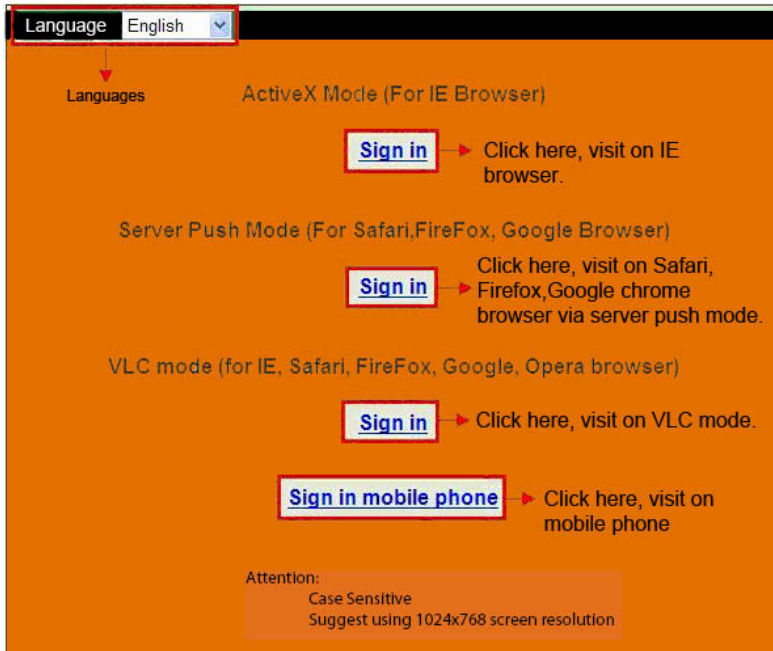 Language English
Languages
ActiveX Mode (For IE Browser)
Sign in
Click here, visit on IE
browser.
Server Push Mode (For Safari,FireFox, Google Browser)
Sign in
Click here, visit on Safari,
Firefox,Google chrome
browser via server push mode.
VLC mode (for IE, Safari, FireFox, Google, Opera browser)
Sign in
Click here, visit on VLC mode.
Sign in mobile phone
Click here, visit on
mobile phone
Attention:
Case Sensitive
Suggest using 1024x768 screen resolution